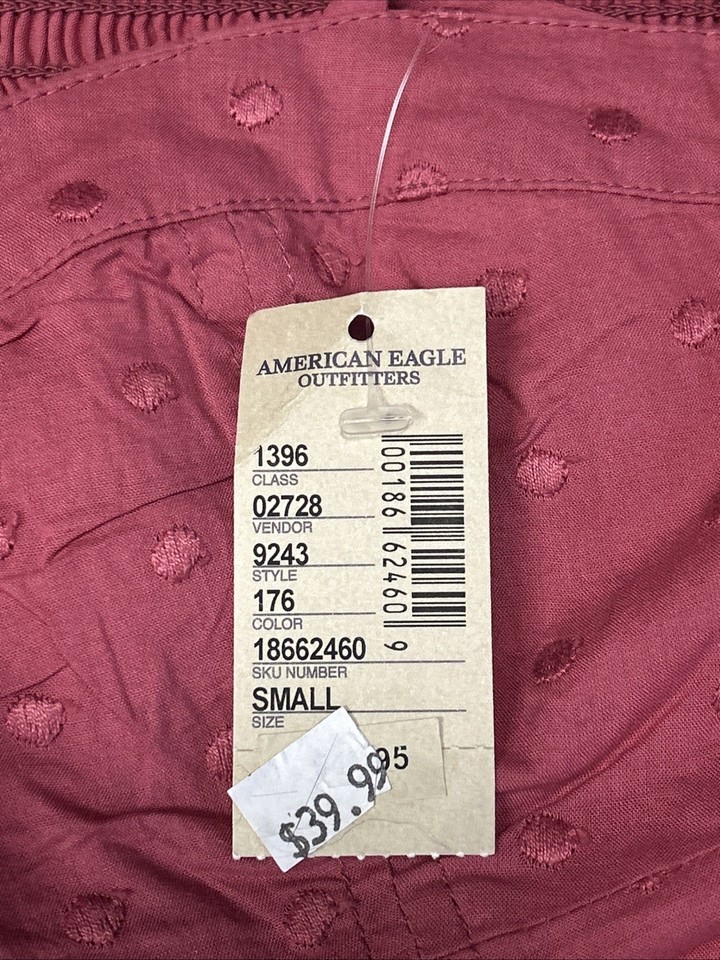 AMERICAN EAGLE
OUTFITTERS
1396
CLASS
02728
VENDOR
9243
STYLE
176
COLOR
18662460
SKU NUMBER
SMALL
SIZE
00186 62460 9
95
$39.99